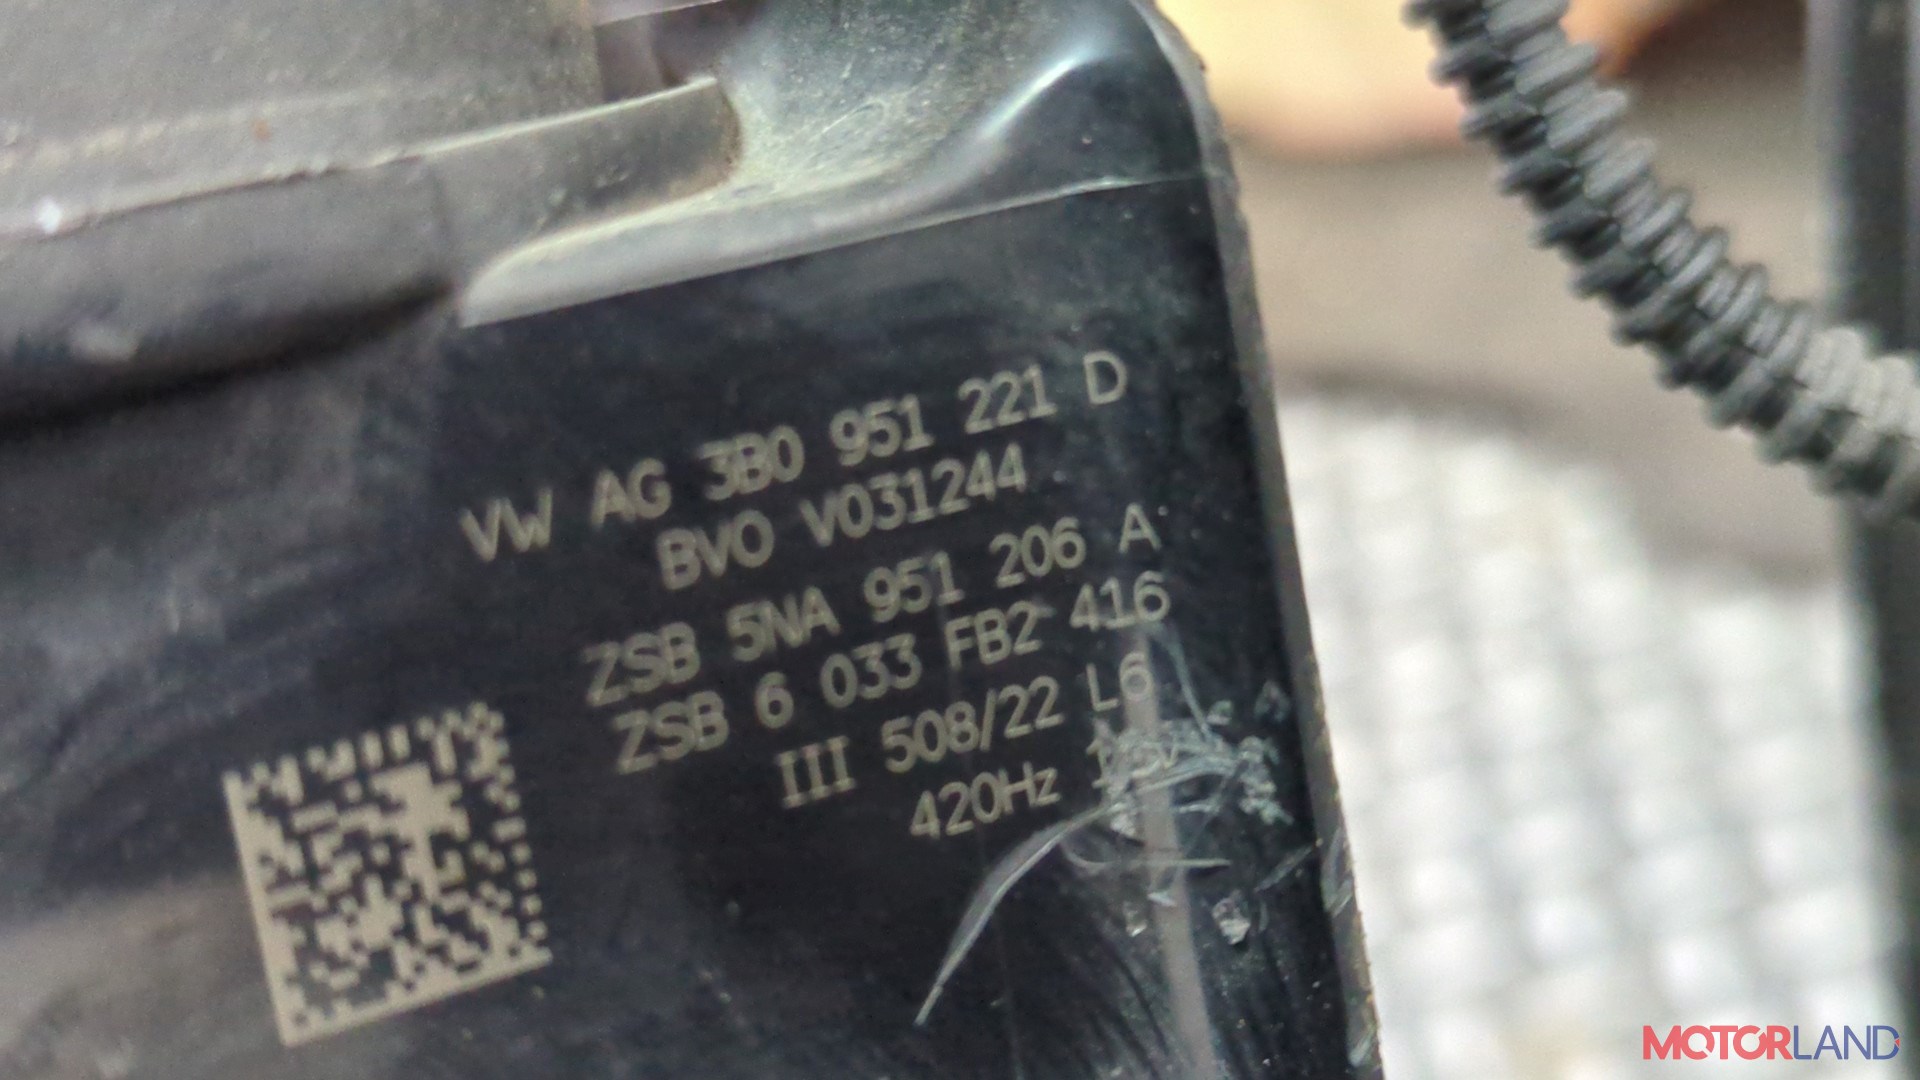 VW AG 3B0 951 221 D
BVO V031244
ZSB 5NA 951 206 A
ZSB 6 033 FB2 416
III 508/22 L6
420Hz
MOTORLAND